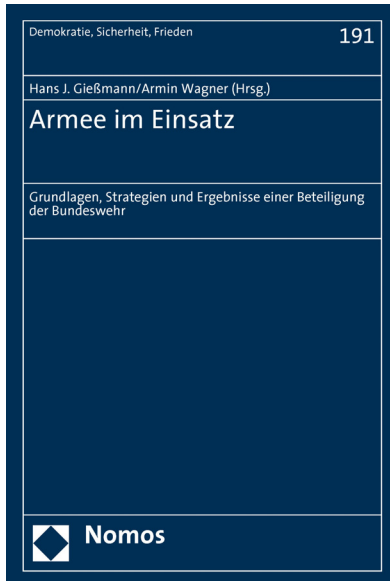 Demokratie, Sicherheit, Frieden
191
Hans J. Gießmann/Armin Wagner (Hrsg.)
Armee im Einsatz
Grundlagen, Strategien und Ergebnisse einer Beteiligung
der Bundeswehr
Nomos